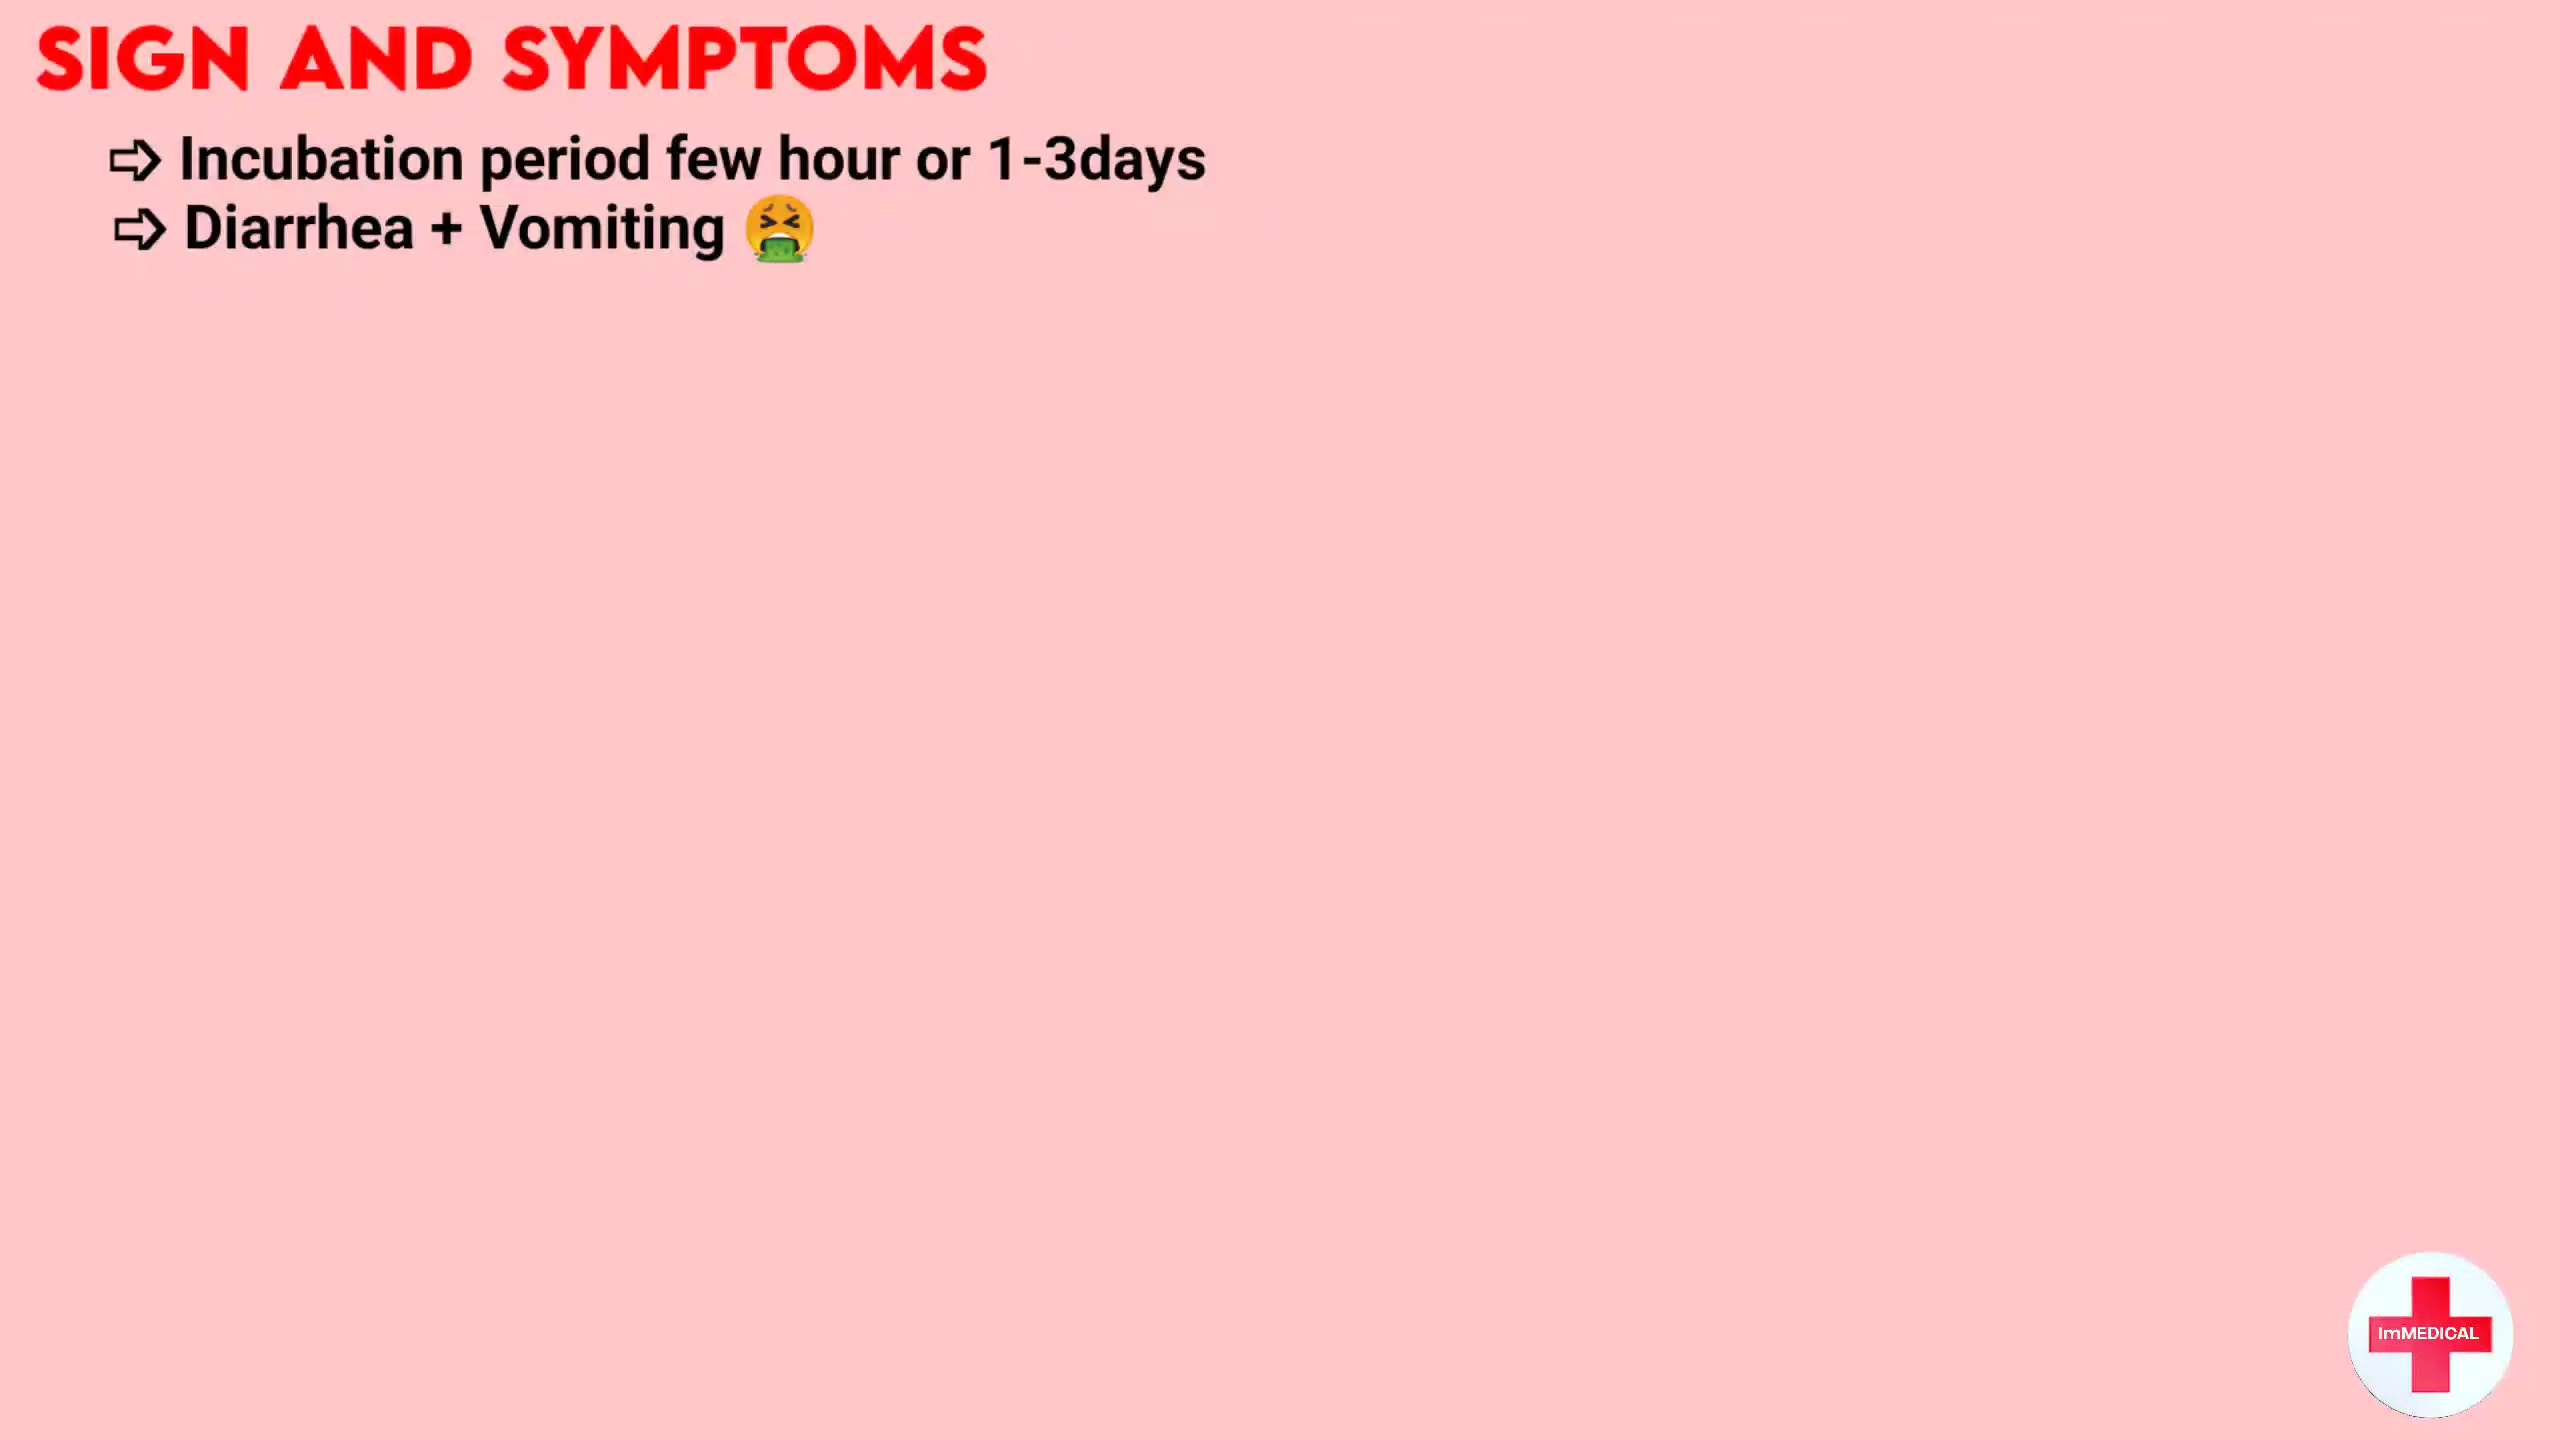 SIGN AND SYMPTOMS
➩ Incubation period few hour or 1-3days
➩ Diarrhea + Vomiting 🤮
ImMEDICAL